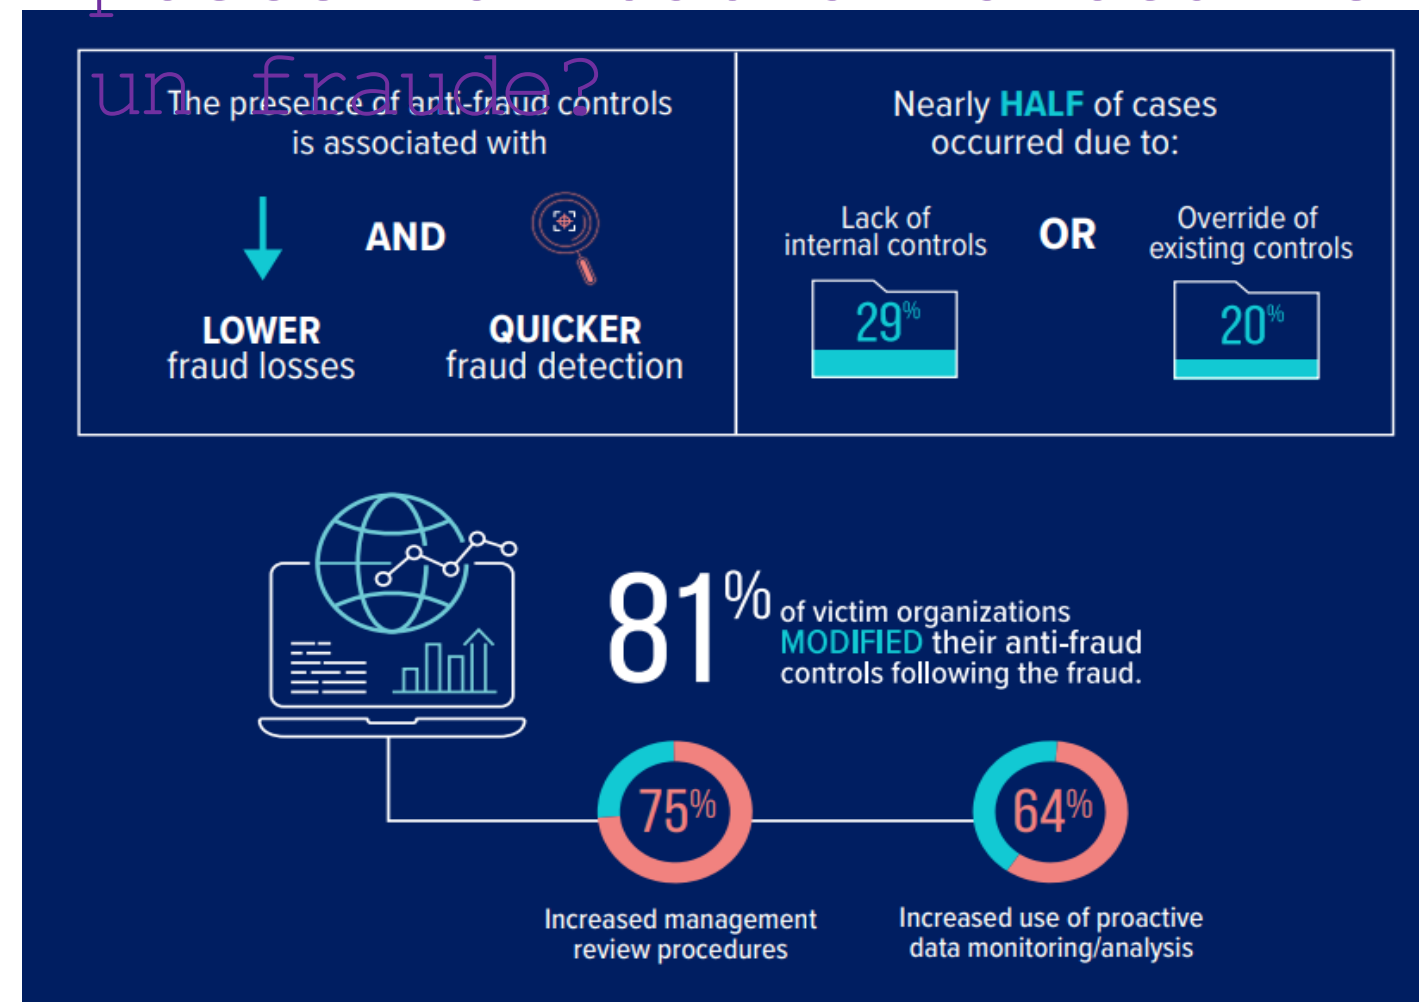 un fraude?
The presence of anti-fraud controls
is associated with
AND
LOWER
fraud losses
QUICKER
fraud detection
Nearly HALF of cases
occurred due to:
Lack of
internal controls
29%
OR
Override of
existing controls
20%
81% of victim organizations
MODIFIED their anti-fraud
controls following the fraud.
75%
Increased management
review procedures
64%
Increased use of proactive
data monitoring/analysis